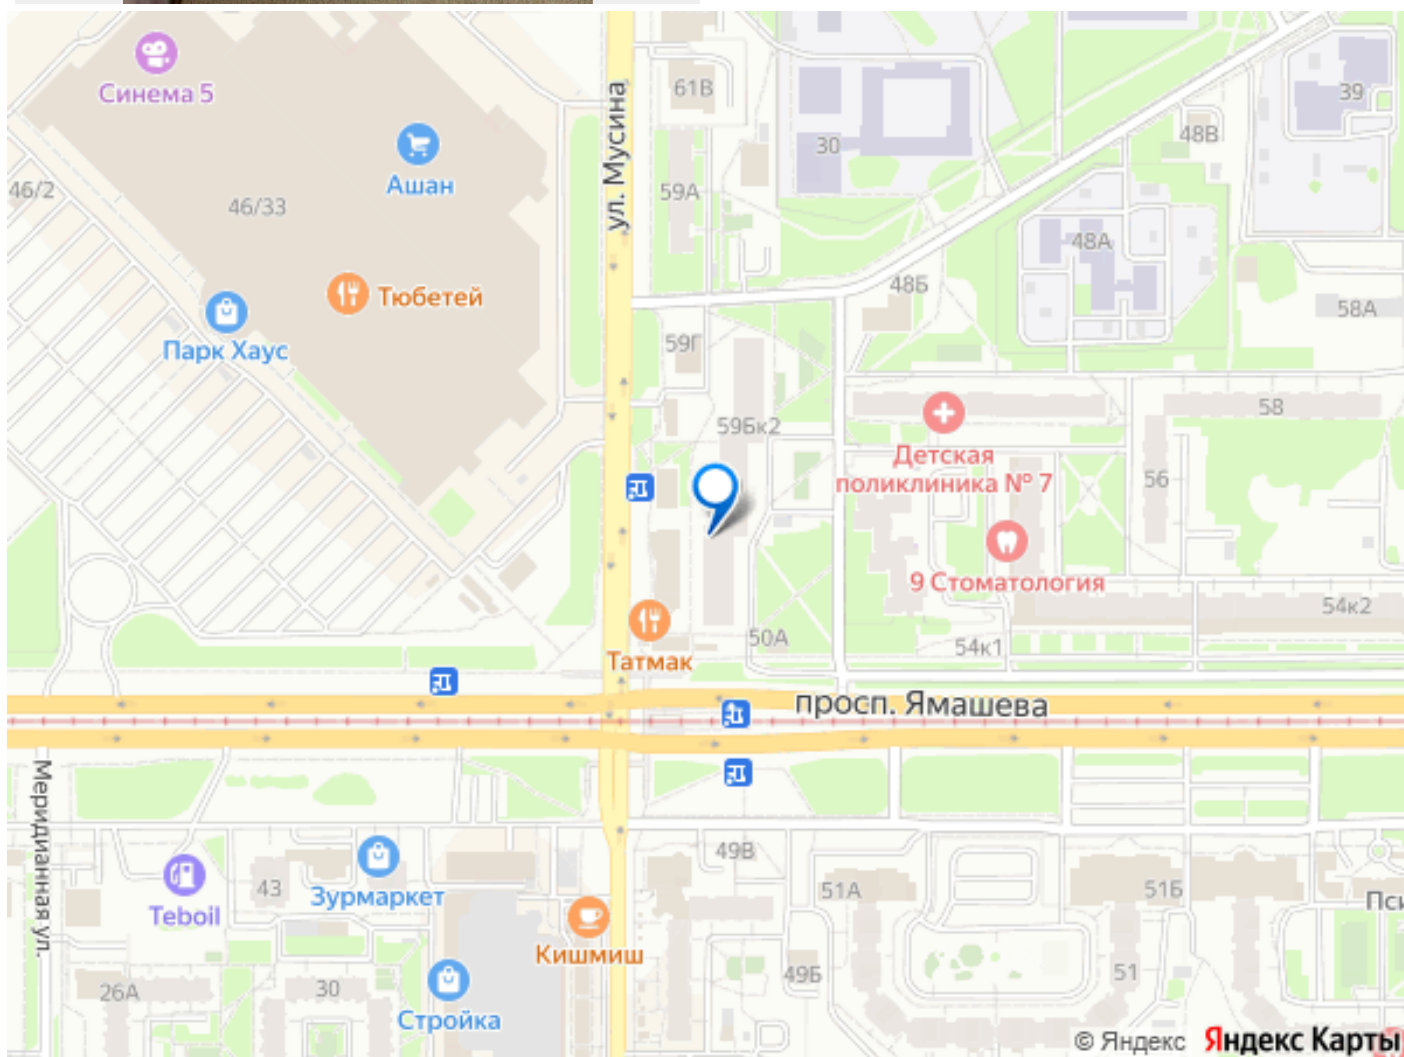 Синема 5
61В
39
ул. Мусина
30
48В
Ашан
46/2
46/33
59А
48А
48Б
Тюбетей
58А
Парк Хаус
59Г
58
59Бк2
Детская
поликлиника № 7
56
9 Стоматология
54к2
50А
54к1
Татмак
просп. Ямашева
Меридианная ул.
49В
43
51А
51Б
Зурмаркет
Teboil
Пси
Кишмиш
49Б
51
26А
30
Стройка
© Яндекс Яндекс Карты